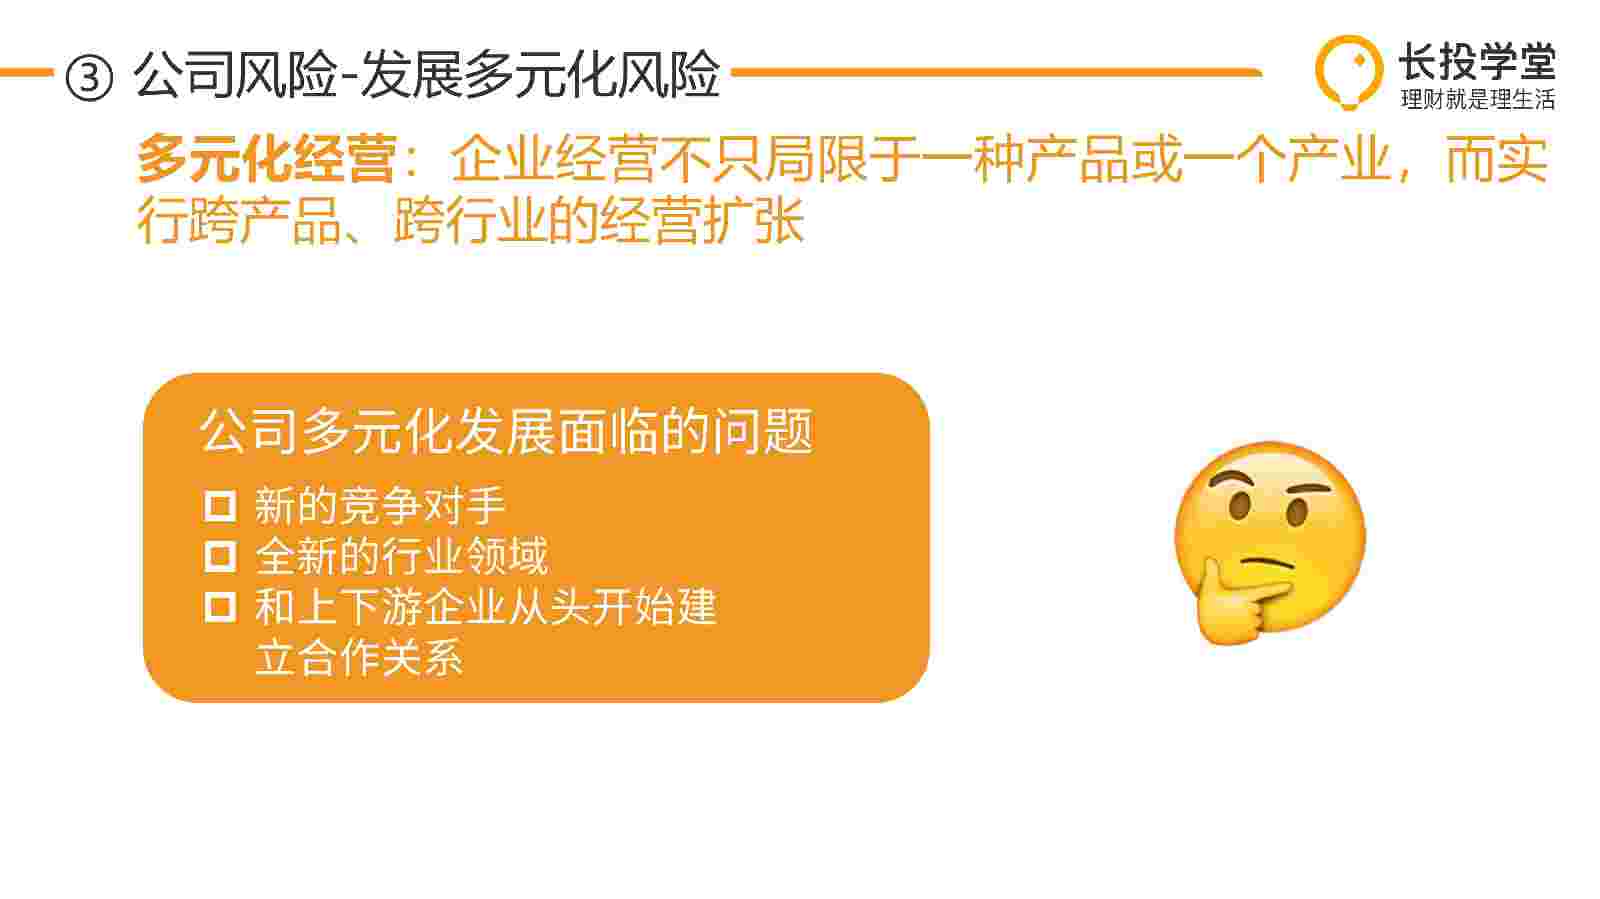 ③ 公司风险-发展多元化风险
长投学堂
理财就是理生活
多元化经营：企业经营不只局限于一种产品或一个产业，而实
行跨产品、跨行业的经营扩张
公司多元化发展面临的问题
新的竞争对手
全新的行业领域
和上下游企业从头开始建
立合作关系